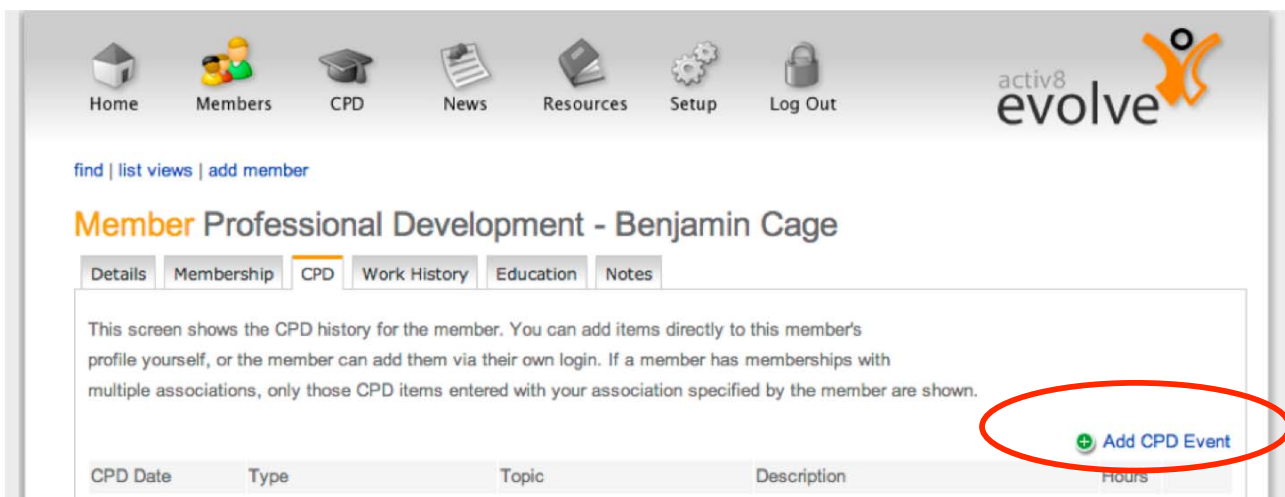 activ8
evolve
Home Members CPD News Resources Setup Log Out
find | list views | add member
Member Professional Development - Benjamin Cage
Details Membership CPD Work History Education Notes
This screen shows the CPD history for the member. You can add items directly to this member's
profile yourself, or the member can add them via their own login. If a member has memberships with
multiple associations, only those CPD items entered with your association specified by the member are shown.
Add CPD Event
CPD Date Type Topic Description Hours